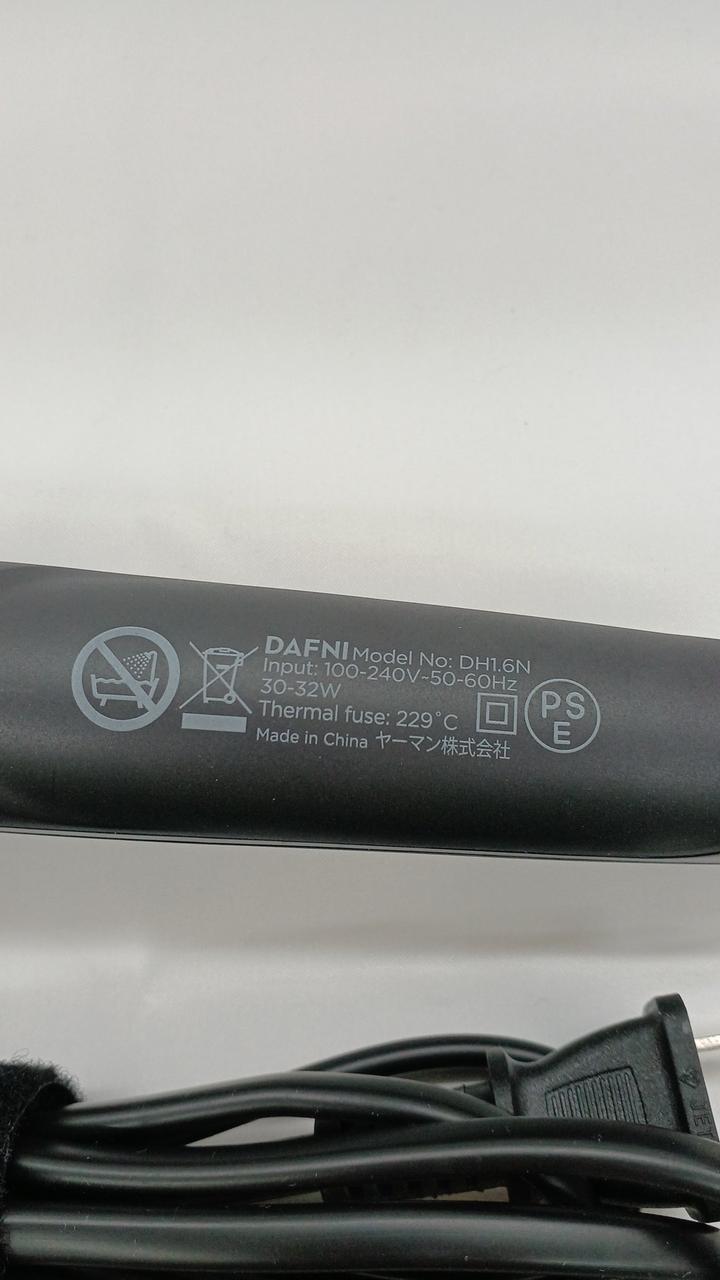 DAFNI Model No: DH1.6N
Input: 100-240V~50-60Hz
30-32W
Thermal fuse: 229°C
Made in China ヤーマン株式会社
PS
E